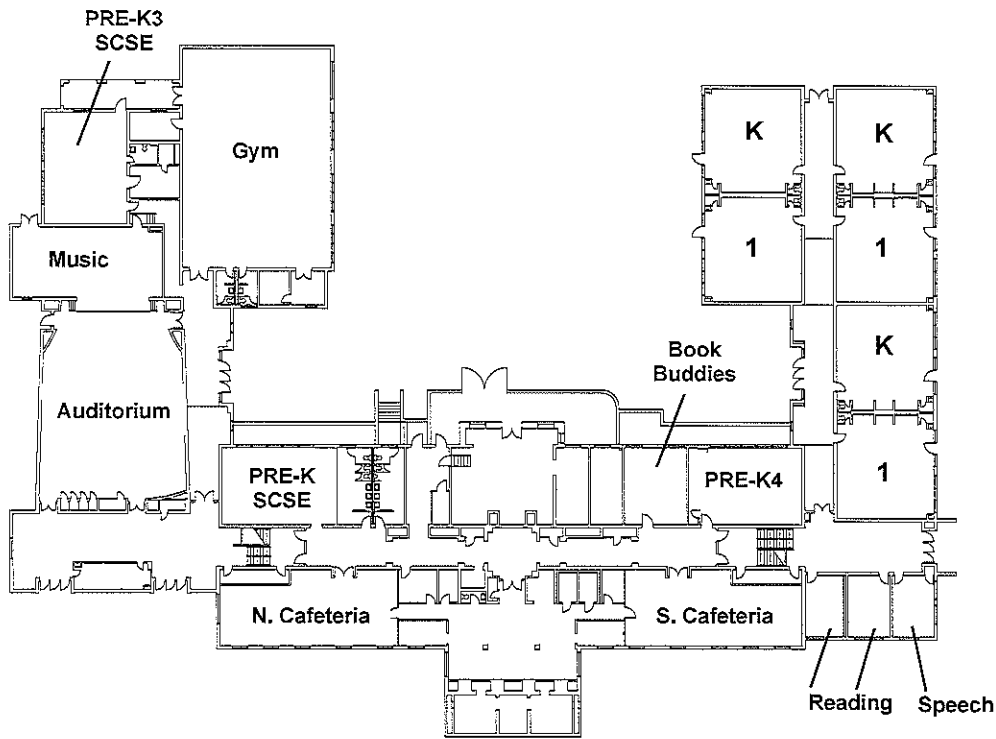 PRE-K3
SCSE
Gym
K
K
Music
1
1
Book
Buddies
K
Auditorium
PRE-K
SCSE
PRE-K4
1
N. Cafeteria
S. Cafeteria
Reading
Speech